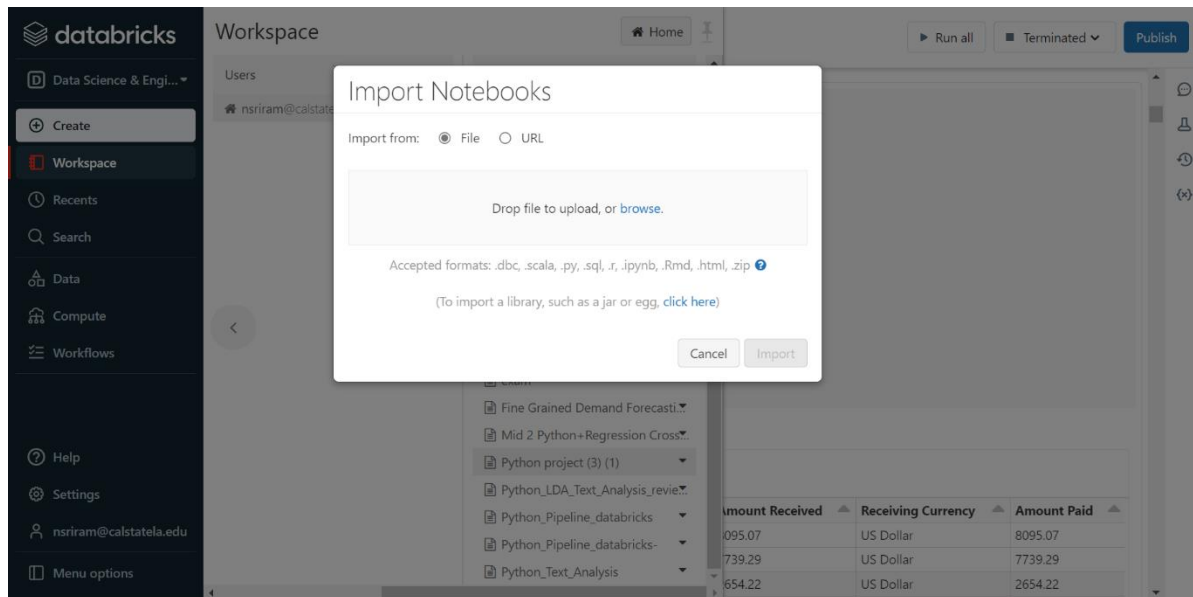 databricks
Data Science & Engi...
Create
Workspace
Recents
Search
Data
Compute
Workflows
Help
Settings
nsriram@calstatela.edu
Menu options
Workspace
Home
Users
nsriram@calstate
Import Notebooks
Import from: File URL
Drop file to upload, or browse.
Accepted formats: .dbc, .scala, .py, .sql, .r, .ipynb, .Rmd, .html, .zip ?
(To import a library, such as a jar or egg, click here)
Cancel Import
exam
Fine Grained Demand Forecasti...
Mid 2 Python+Regression Cross...
Python project (3) (1)
Python_LDA_Text_Analysis_revie...
Python_Pipeline_databricks
Python_Pipeline_databricks-
Python_Text_Analysis
Run all Terminated Publish
Amount Received Receiving Currency Amount Paid
8095.07 US Dollar 8095.07
7739.29 US Dollar 7739.29
2654.22 US Dollar 2654.22